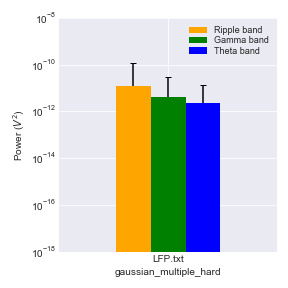 Ripple band
Gamma band
Theta band
Power (V²)
10⁻⁸
10⁻¹⁰
10⁻¹²
10⁻¹⁴
10⁻¹⁶
10⁻¹⁸
LFP.txt
gaussian_multiple_hard